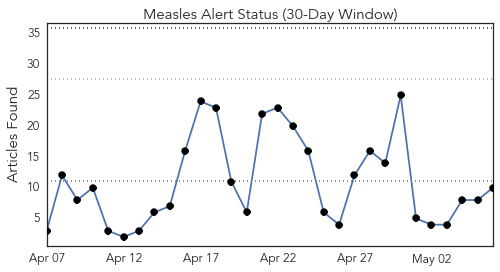 Measles Alert Status (30-Day Window)
Articles Found
35
30
25
20
15
10
5
Apr 07
Apr 12
Apr 17
Apr 22
Apr 27
May 02